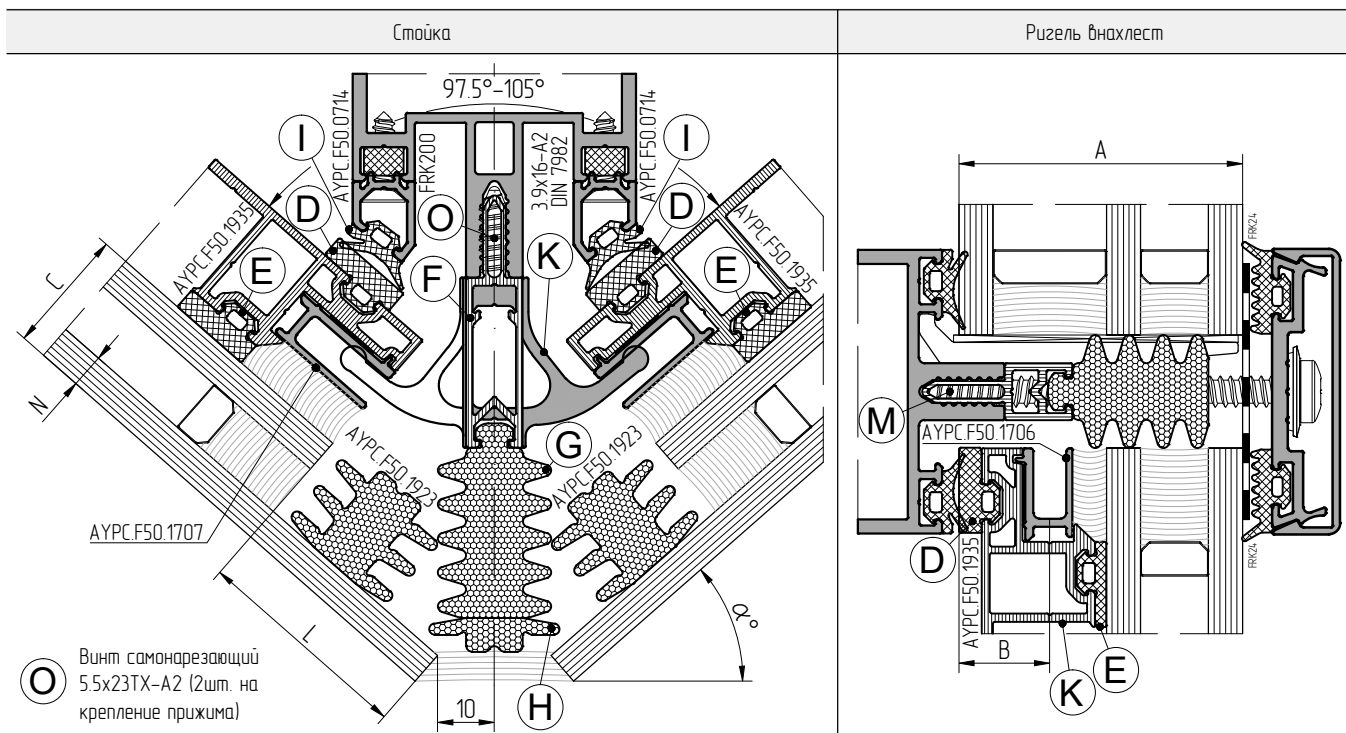 Стойка
Ригель внахлест
97.5°-105°
AYPC.F50.0714
FRK200
3.9x16-A2
DIN 7982
AYPC.F50.0714
I
I
D
D
O
AYPC.F50.1935
AYPC.F50.1935
E
E
F
K
C
N
G
AYPC.F50.1923
AYPC.F50.1923
AYPC.F50.1707
L
α°
H
10
O
Винт самонарезающий
5.5x23TX-A2 (2шт. на
крепление прижима)
A
FRK24
M
AYPC.F50.1706
D
AYPC.F50.1935
FRK24
B
K
E